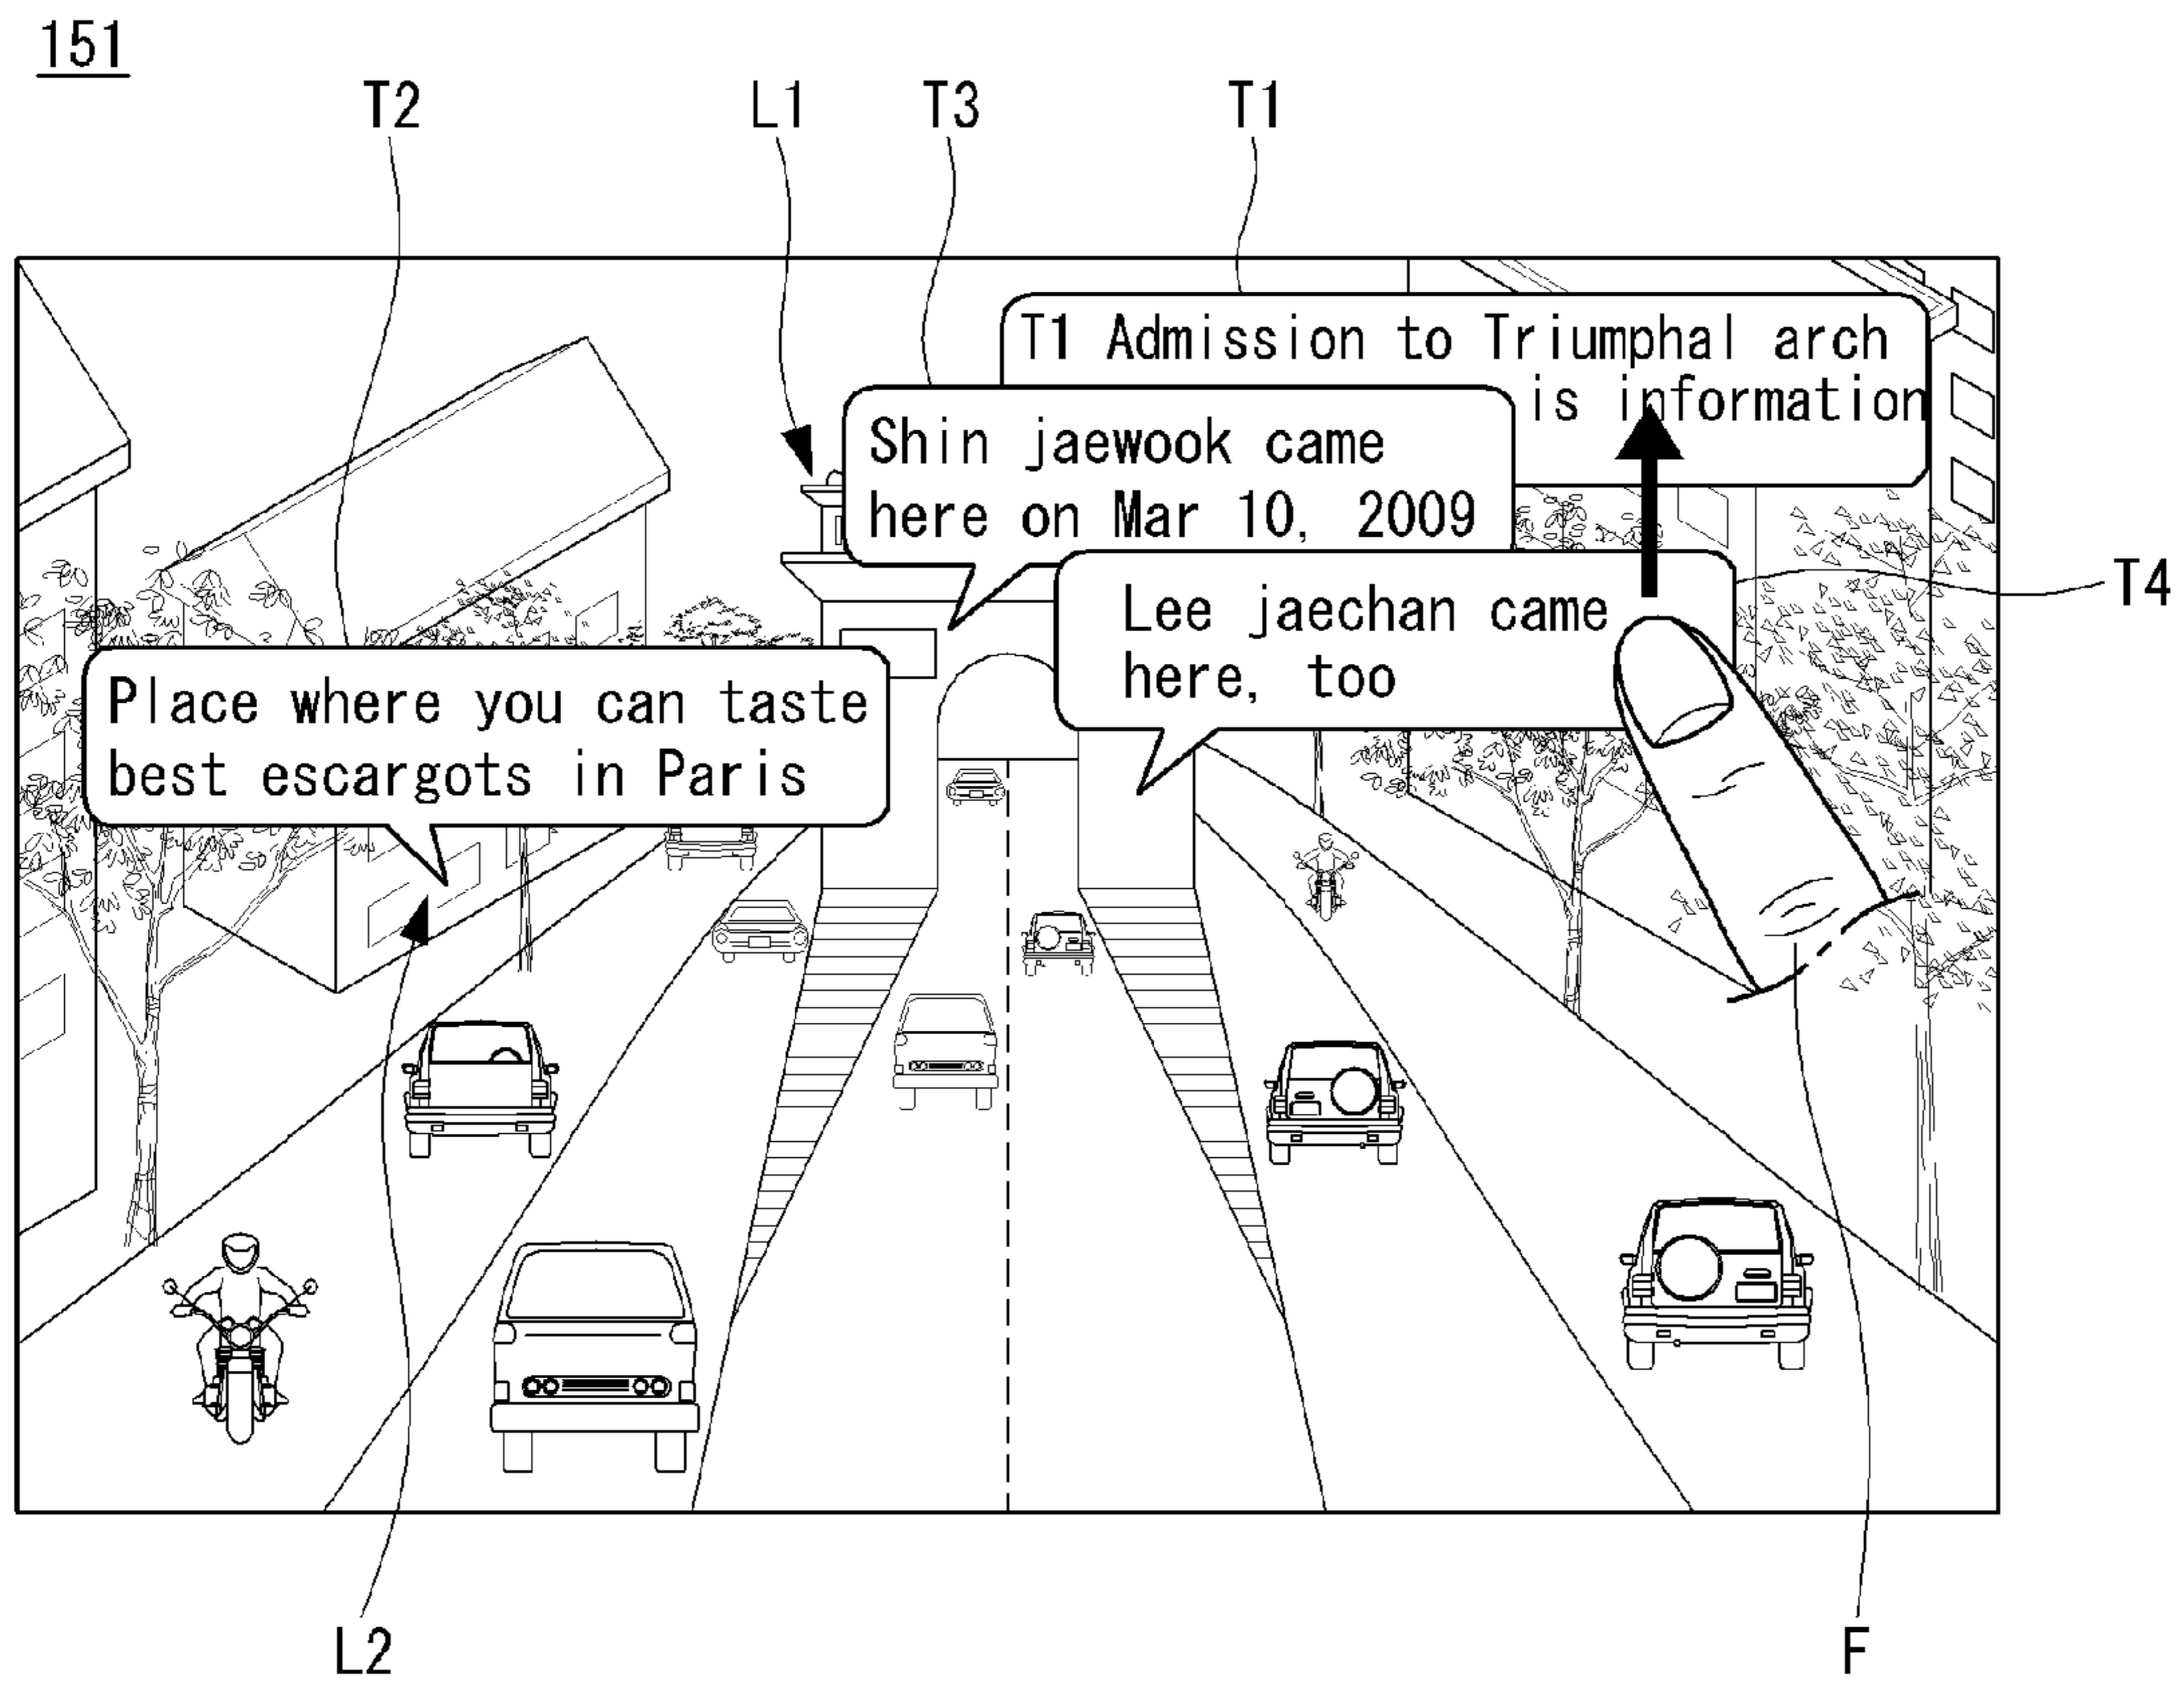 151
T2
L1
T3
T1
T1 Admission to Triumphal arch
is information
Shin jaewook came
here on Mar 10, 2009
Lee jaechan came
here, too
T4
Place where you can taste
best escargots in Paris
L2
F